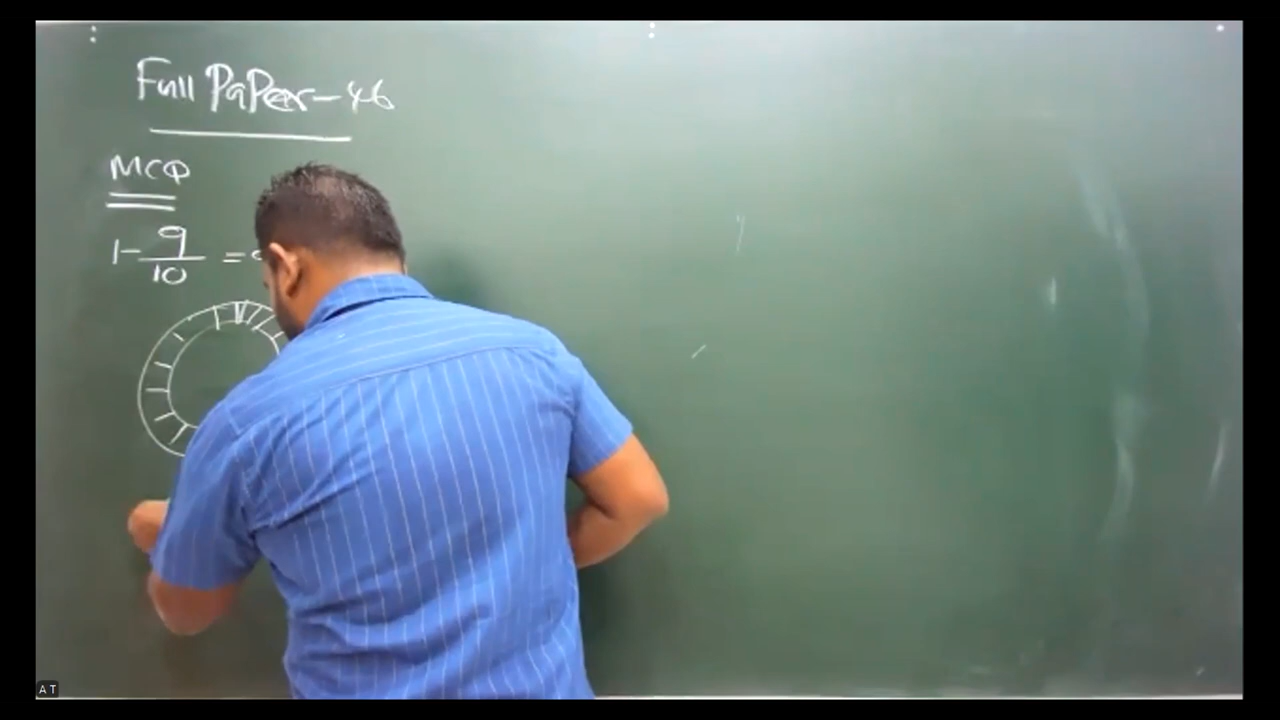 Full PaPer-46
MCQ
1- 9/10 =
A T